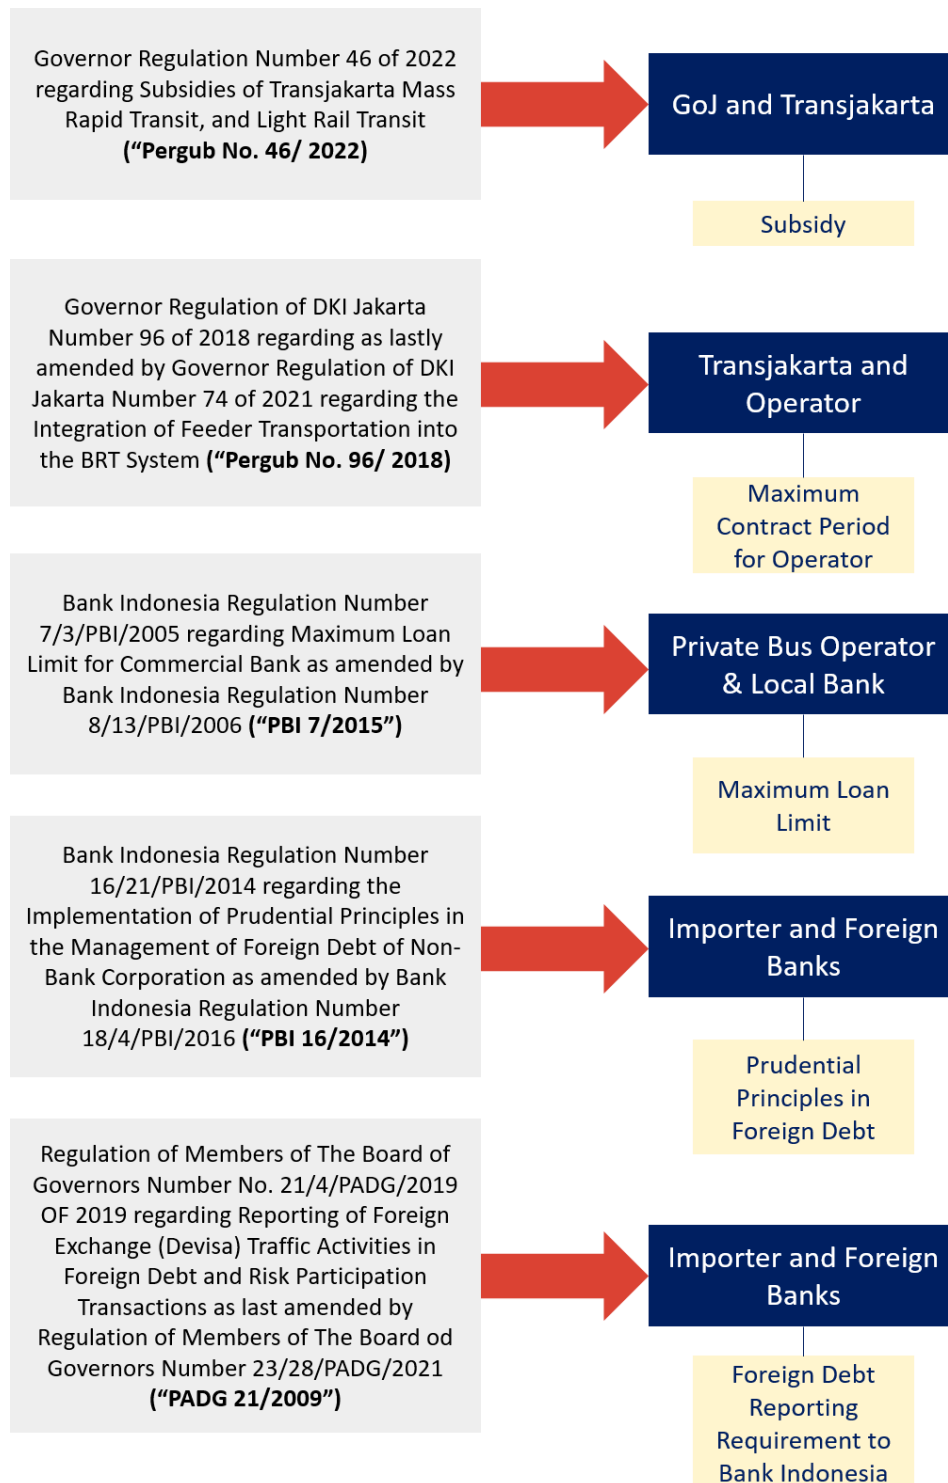 Governor Regulation Number 46 of 2022
regarding Subsidies of Transjakarta Mass
Rapid Transit, and Light Rail Transit
(“Pergub No. 46/ 2022)
GoJ and Transjakarta
Subsidy
Governor Regulation of DKI Jakarta
Number 96 of 2018 regarding as lastly
amended by Governor Regulation of DKI
Jakarta Number 74 of 2021 regarding the
Integration of Feeder Transportation into
the BRT System (“Pergub No. 96/ 2018)
Transjakarta and
Operator
Maximum
Contract Period
for Operator
Bank Indonesia Regulation Number
7/3/PBI/2005 regarding Maximum Loan
Limit for Commercial Bank as amended by
Bank Indonesia Regulation Number
8/13/PBI/2006 (“PBI 7/2015”)
Private Bus Operator
& Local Bank
Maximum Loan
Limit
Bank Indonesia Regulation Number
16/21/PBI/2014 regarding the
Implementation of Prudential Principles in
the Management of Foreign Debt of Non-
Bank Corporation as amended by Bank
Indonesia Regulation Number
18/4/PBI/2016 (“PBI 16/2014”)
Importer and Foreign
Banks
Prudential
Principles in
Foreign Debt
Regulation of Members of The Board of
Governors Number No. 21/4/PADG/2019
OF 2019 regarding Reporting of Foreign
Exchange (Devisa) Traffic Activities in
Foreign Debt and Risk Participation
Transactions as last amended by
Regulation of Members of The Board od
Governors Number 23/28/PADG/2021
(“PADG 21/2009”)
Importer and Foreign
Banks
Foreign Debt
Reporting
Requirement to
Bank Indonesia